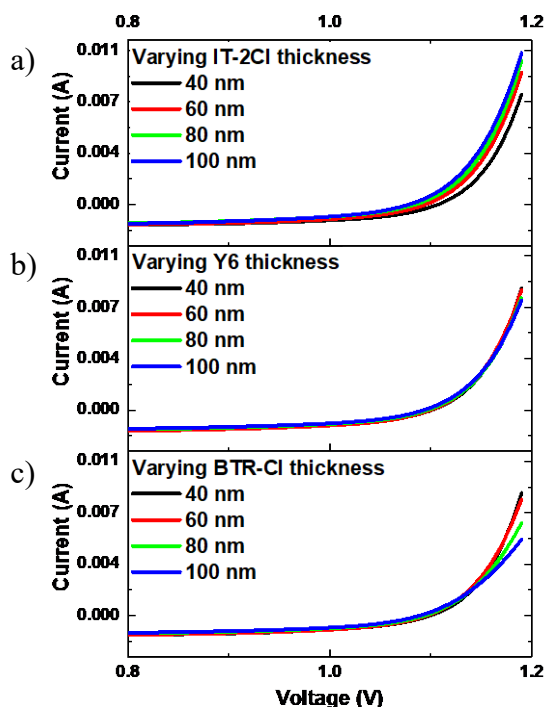 0.8 1.0 1.2
a)
Varying IT-2Cl thickness
40 nm
60 nm
80 nm
100 nm
Current (A)
0.011
0.007
0.004
0.000
b)
Varying Y6 thickness
40 nm
60 nm
80 nm
100 nm
Current (A)
0.011
0.007
0.004
0.000
c)
Varying BTR-Cl thickness
40 nm
60 nm
80 nm
100 nm
Current (A)
0.011
0.007
0.004
0.000
0.8 1.0 1.2
Voltage (V)